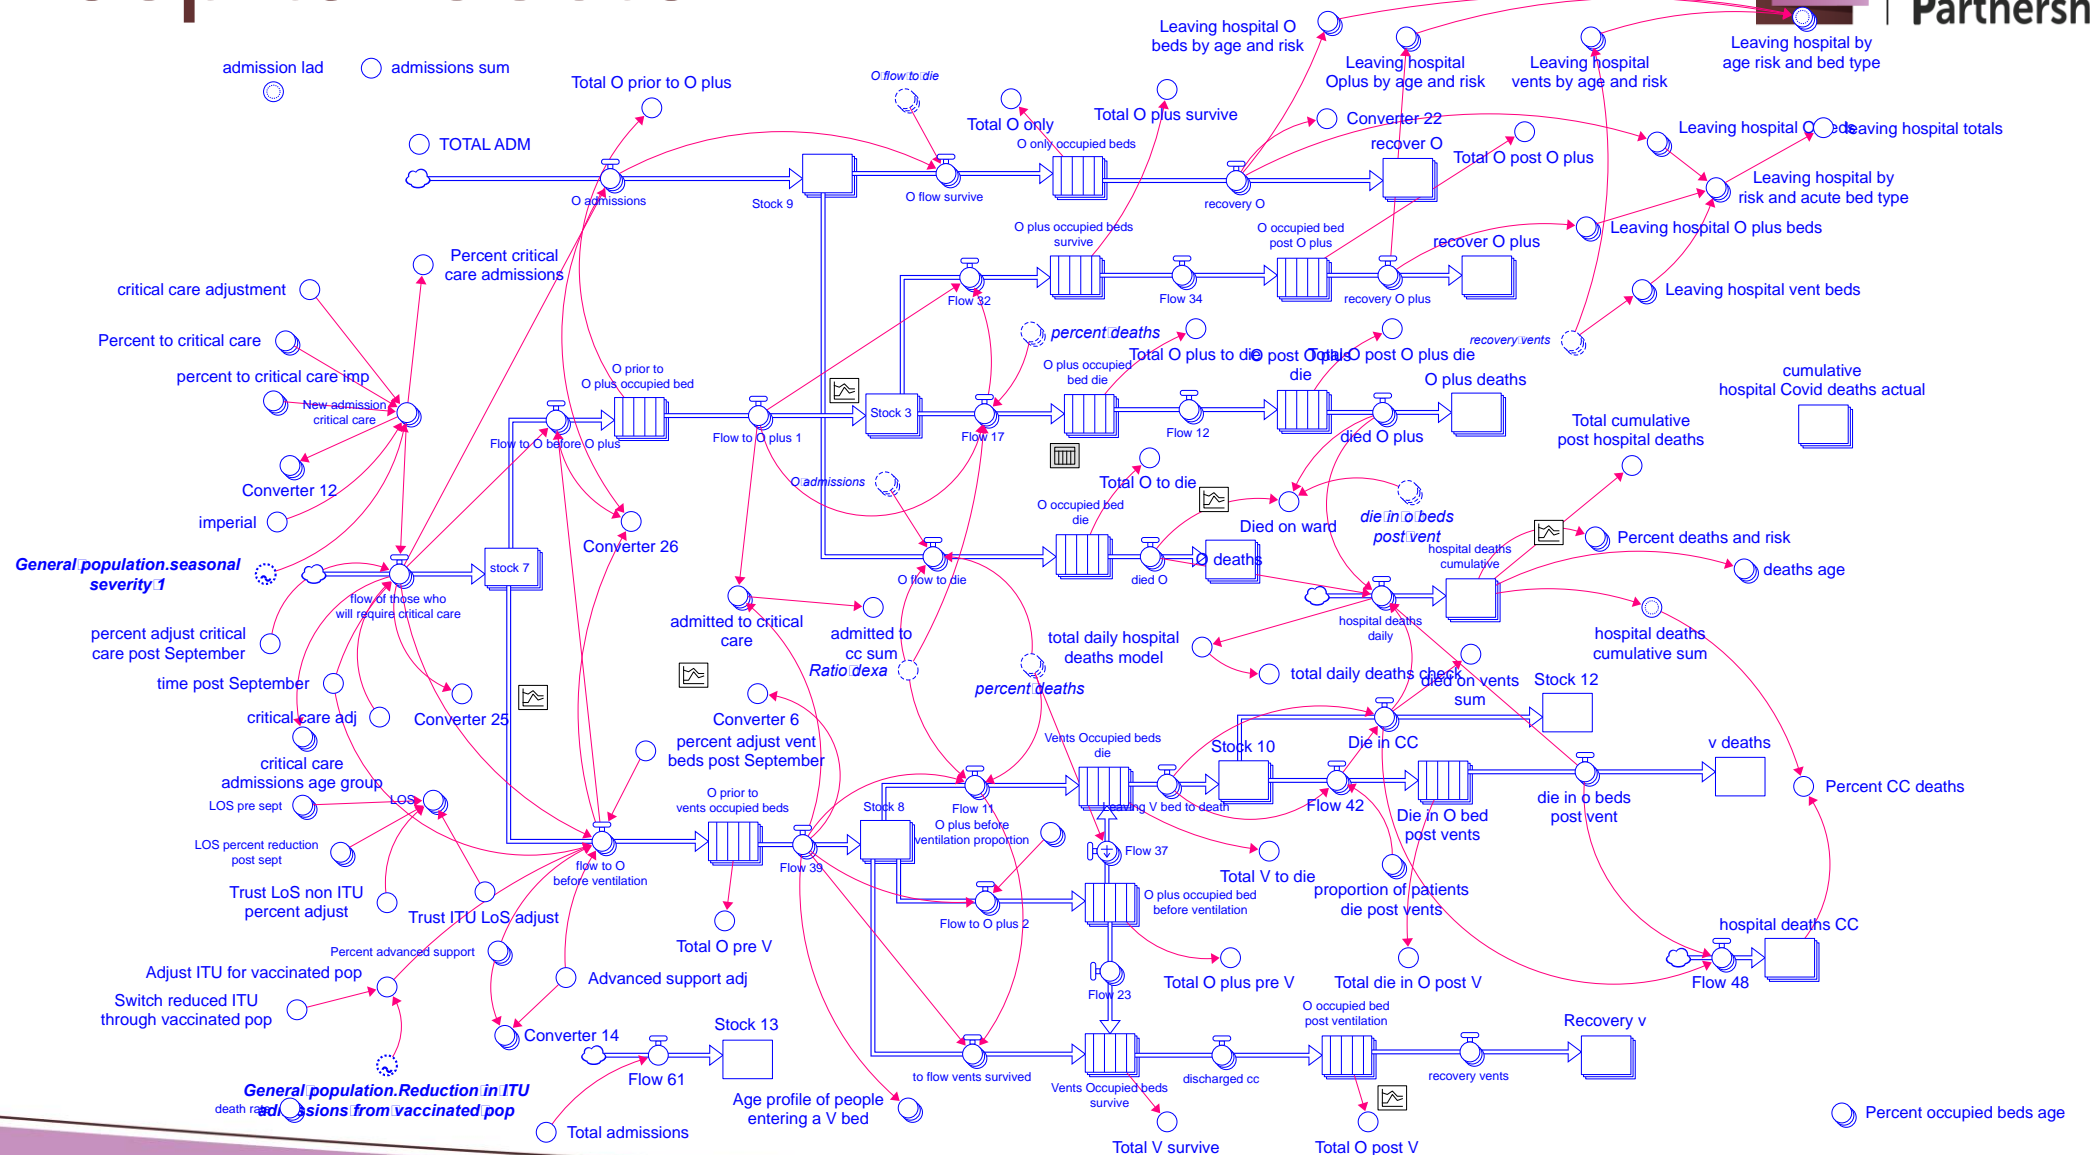 Partnersh
Leaving hospital O
beds by age and risk
Leaving hospital
Oplus by age and risk
Leaving hospital
vents by age and risk
Leaving hospital by
age risk and bed type
admission lad
admissions sum
Total O prior to O plus
O flow to die
Total O only
Total O plus survive
Converter 22
Leaving hospital O beds
leaving hospital totals
TOTAL ADM
O only occupied beds
recover O
Total O post O plus
Leaving hospital by
risk and acute bed type
O admissions
Stock 9
O flow survive
recovery O
Leaving hospital O plus beds
O plus occupied beds
survive
O occupied bed
post O plus
recover O plus
Percent critical
care admissions
critical care adjustment
Flow 32
Flow 34
recovery O plus
Leaving hospital vent beds
Percent to critical care
percent deaths
Total O plus to die
O post O plus
die
Total O post O plus die
recovery vents
percent to critical care imp
O prior to
O plus occupied bed
O plus occupied
bed die
O plus deaths
cumulative
hospital Covid deaths actual
New admission
critical care
Stock 3
Flow to O before O plus
Flow to O plus 1
Flow 17
Flow 12
died O plus
Total cumulative
post hospital deaths
Converter 12
O admissions
Total O to die
imperial
O occupied bed
die
Died on ward
die in o beds
post vent
Converter 26
Percent deaths and risk
General population.seasonal
severity 1
stock 7
O flow to die
died O
O deaths
hospital deaths
cumulative
deaths age
flow of those who
will require critical care
percent adjust critical
care post September
admitted to critical
care
admitted to
cc sum
hospital deaths
daily
total daily hospital
deaths model
hospital deaths
cumulative sum
Ratio dexa
percent deaths
total daily deaths check
died on vents
sum
Stock 12
time post September
critical care adj
Converter 25
Converter 6
percent adjust vent
beds post September
critical care
admissions age group
Vents Occupied beds
die
Stock 10
Die in CC
v deaths
LOS pre sept
LOS
O prior to
vents occupied beds
Stock 8
Flow 11
Leaving V bed to death
Flow 42
Die in O bed
post vents
die in o beds
post vent
Percent CC deaths
LOS percent reduction
post sept
O plus before
ventilation proportion
Flow 37
flow to O
before ventilation
Flow 39
Total V to die
Trust LoS non ITU
percent adjust
Trust ITU LoS adjust
Flow to O plus 2
O plus occupied bed
before ventilation
proportion of patients
die post vents
hospital deaths CC
Percent advanced support
Total O pre V
Adjust ITU for vaccinated pop
Advanced support adj
Total O plus pre V
Total die in O post V
Flow 48
Switch reduced ITU
through vaccinated pop
Flow 23
O occupied bed
post ventilation
Converter 14
Stock 13
Recovery v
Flow 61
to flow vents survived
Vents Occupied beds
survive
discharged cc
recovery vents
General population.Reduction in ITU
admissions from vaccinated pop
death rate
Age profile of people
entering a V bed
Total admissions
Total V survive
Total O post V
Percent occupied beds age